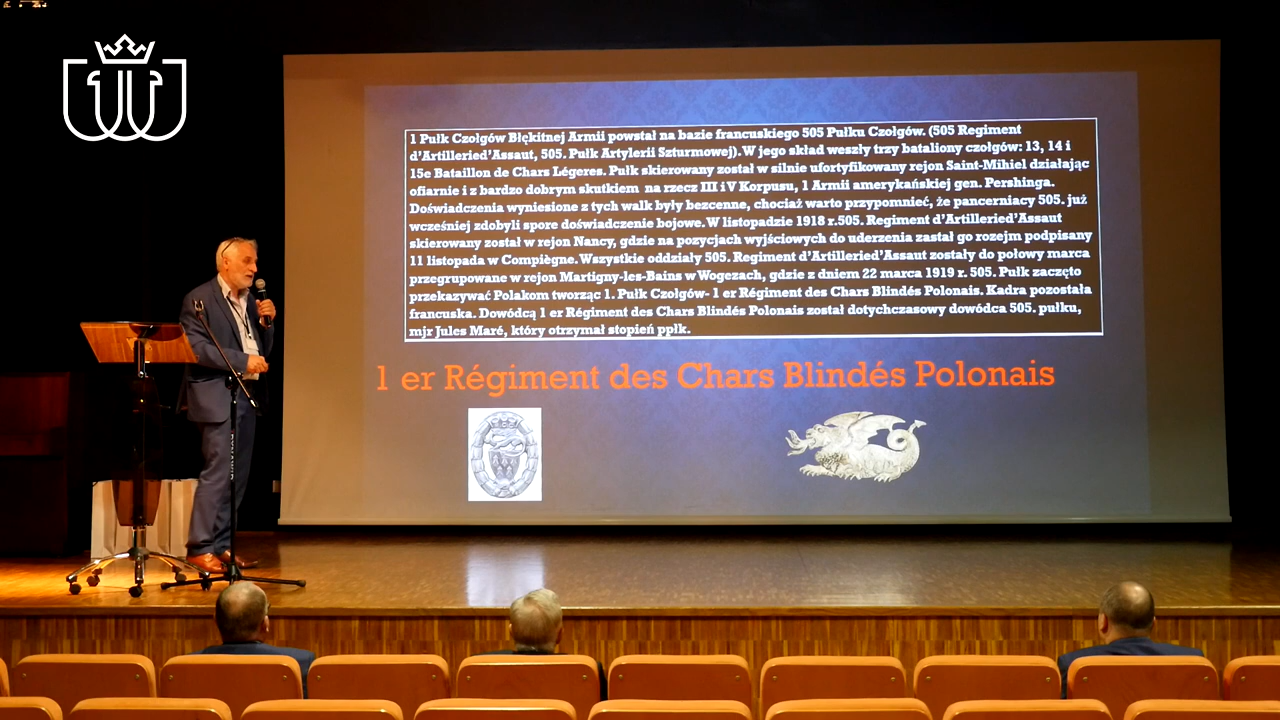 1 Pułk Czołgów Błękitnej Armii powstał na bazie francuskiego 505 Pułku Czołgów. (505 Regiment
d'Artilleried'Assaut, 505. Pułk Artylerii Szturmowej). W jego skład weszły trzy bataliony czołgów: 13, 14 i
15e Bataillon de Chars Légeres. Pułk skierowany został w silnie ufortyfikowany rejon Saint-Mihiel działając
ofiarnie i z bardzo dobrym skutkiem na rzecz III i V Korpusu, 1 Armii amerykańskiej gen. Pershinga.
Doświadczenia wyniesione z tych walk były bezcenne, chociaż warto przypomnieć, że pancerniacy 505. już
wcześniej zdobyli spore doświadczenie bojowe. W listopadzie 1918 r.505. Regiment d'Artilleried'Assaut
skierowany został w rejon Nancy, gdzie na pozycjach wyjściowych do uderzenia zastał go rozejm podpisany
11 listopada w Compiègne. Wszystkie oddziały 505. Regiment d'Artilleried'Assaut zostały do połowy marca
przegrupowane w rejon Martigny-les-Bains w Wogezach, gdzie z dniem 22 marca 1919 r. 505. Pułk zaczęto
przekazywać Polakom tworząc 1. Pułk Czołgów- 1 er Régiment des Chars Blindés Polonais. Kadra pozostała
francuska. Dowódcą 1 er Régiment des Chars Blindés Polonais został dotychczasowy dowódca 505. pułku,
mjr Jules Maré, który otrzymał stopień ppłk.
1 er Régiment des Chars Blindés Polonais